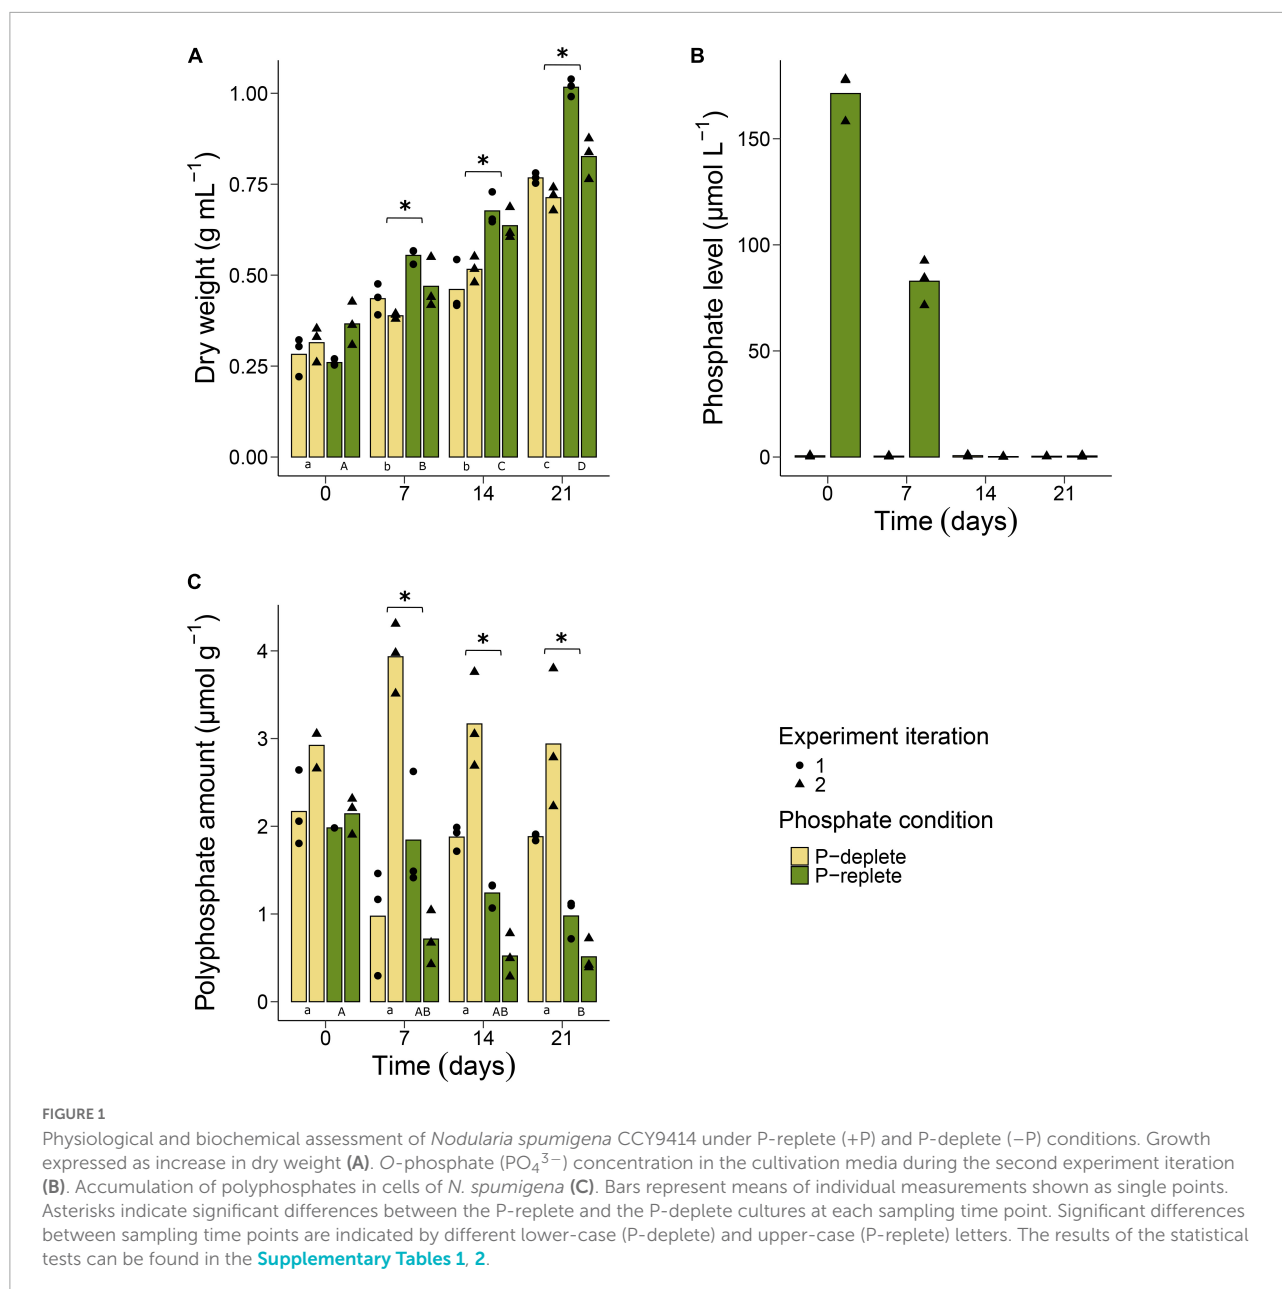 A
Dry weight (g mL−1)
1.00
0.75
0.50
0.25
0.00
*
*
*
a A b B b C c D
0 7 14 21
B
Phosphate level (µmol L−1)
150
100
50
0
0 7 14 21
Time (days)
C
Polyphosphate amount (µmol g−1)
4
3
2
1
0
*
*
*
a A a AB a AB a B
0 7 14 21
Time (days)
Experiment iteration
1
2
Phosphate condition
P−deplete
P−replete
FIGURE 1
Physiological and biochemical assessment of Nodularia spumigena CCY9414 under P-replete (+P) and P-deplete (−P) conditions. Growth
expressed as increase in dry weight (A). O-phosphate (PO4 3−) concentration in the cultivation media during the second experiment iteration
(B). Accumulation of polyphosphates in cells of N. spumigena (C). Bars represent means of individual measurements shown as single points.
Asterisks indicate significant differences between the P-replete and the P-deplete cultures at each sampling time point. Significant differences
between sampling time points are indicated by different lower-case (P-deplete) and upper-case (P-replete) letters. The results of the statistical
tests can be found in the Supplementary Tables 1, 2.